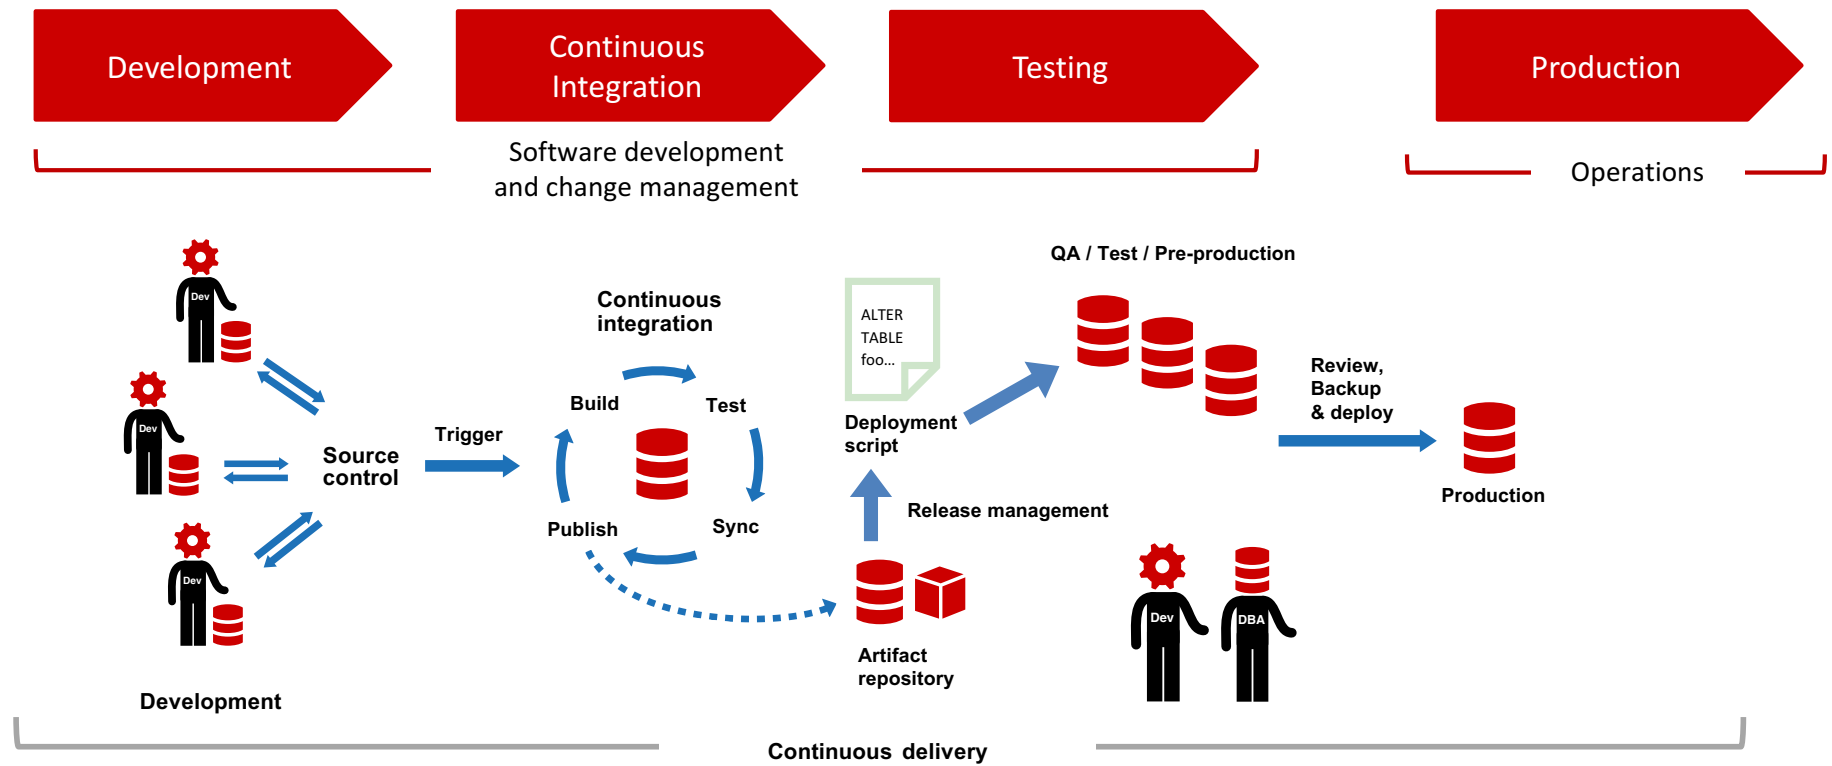 Development
Continuous
Integration
Testing
Production
Software development
and change management
Operations
QA / Test / Pre-production
Dev
Continuous
integration
ALTER
TABLE
foo...
Review,
Backup
& deploy
Build
Test
Dev
Deployment
script
Trigger
Source
control
Production
Publish
Sync
Release management
Dev
Dev
DBA
Artifact
repository
Development
Continuous delivery